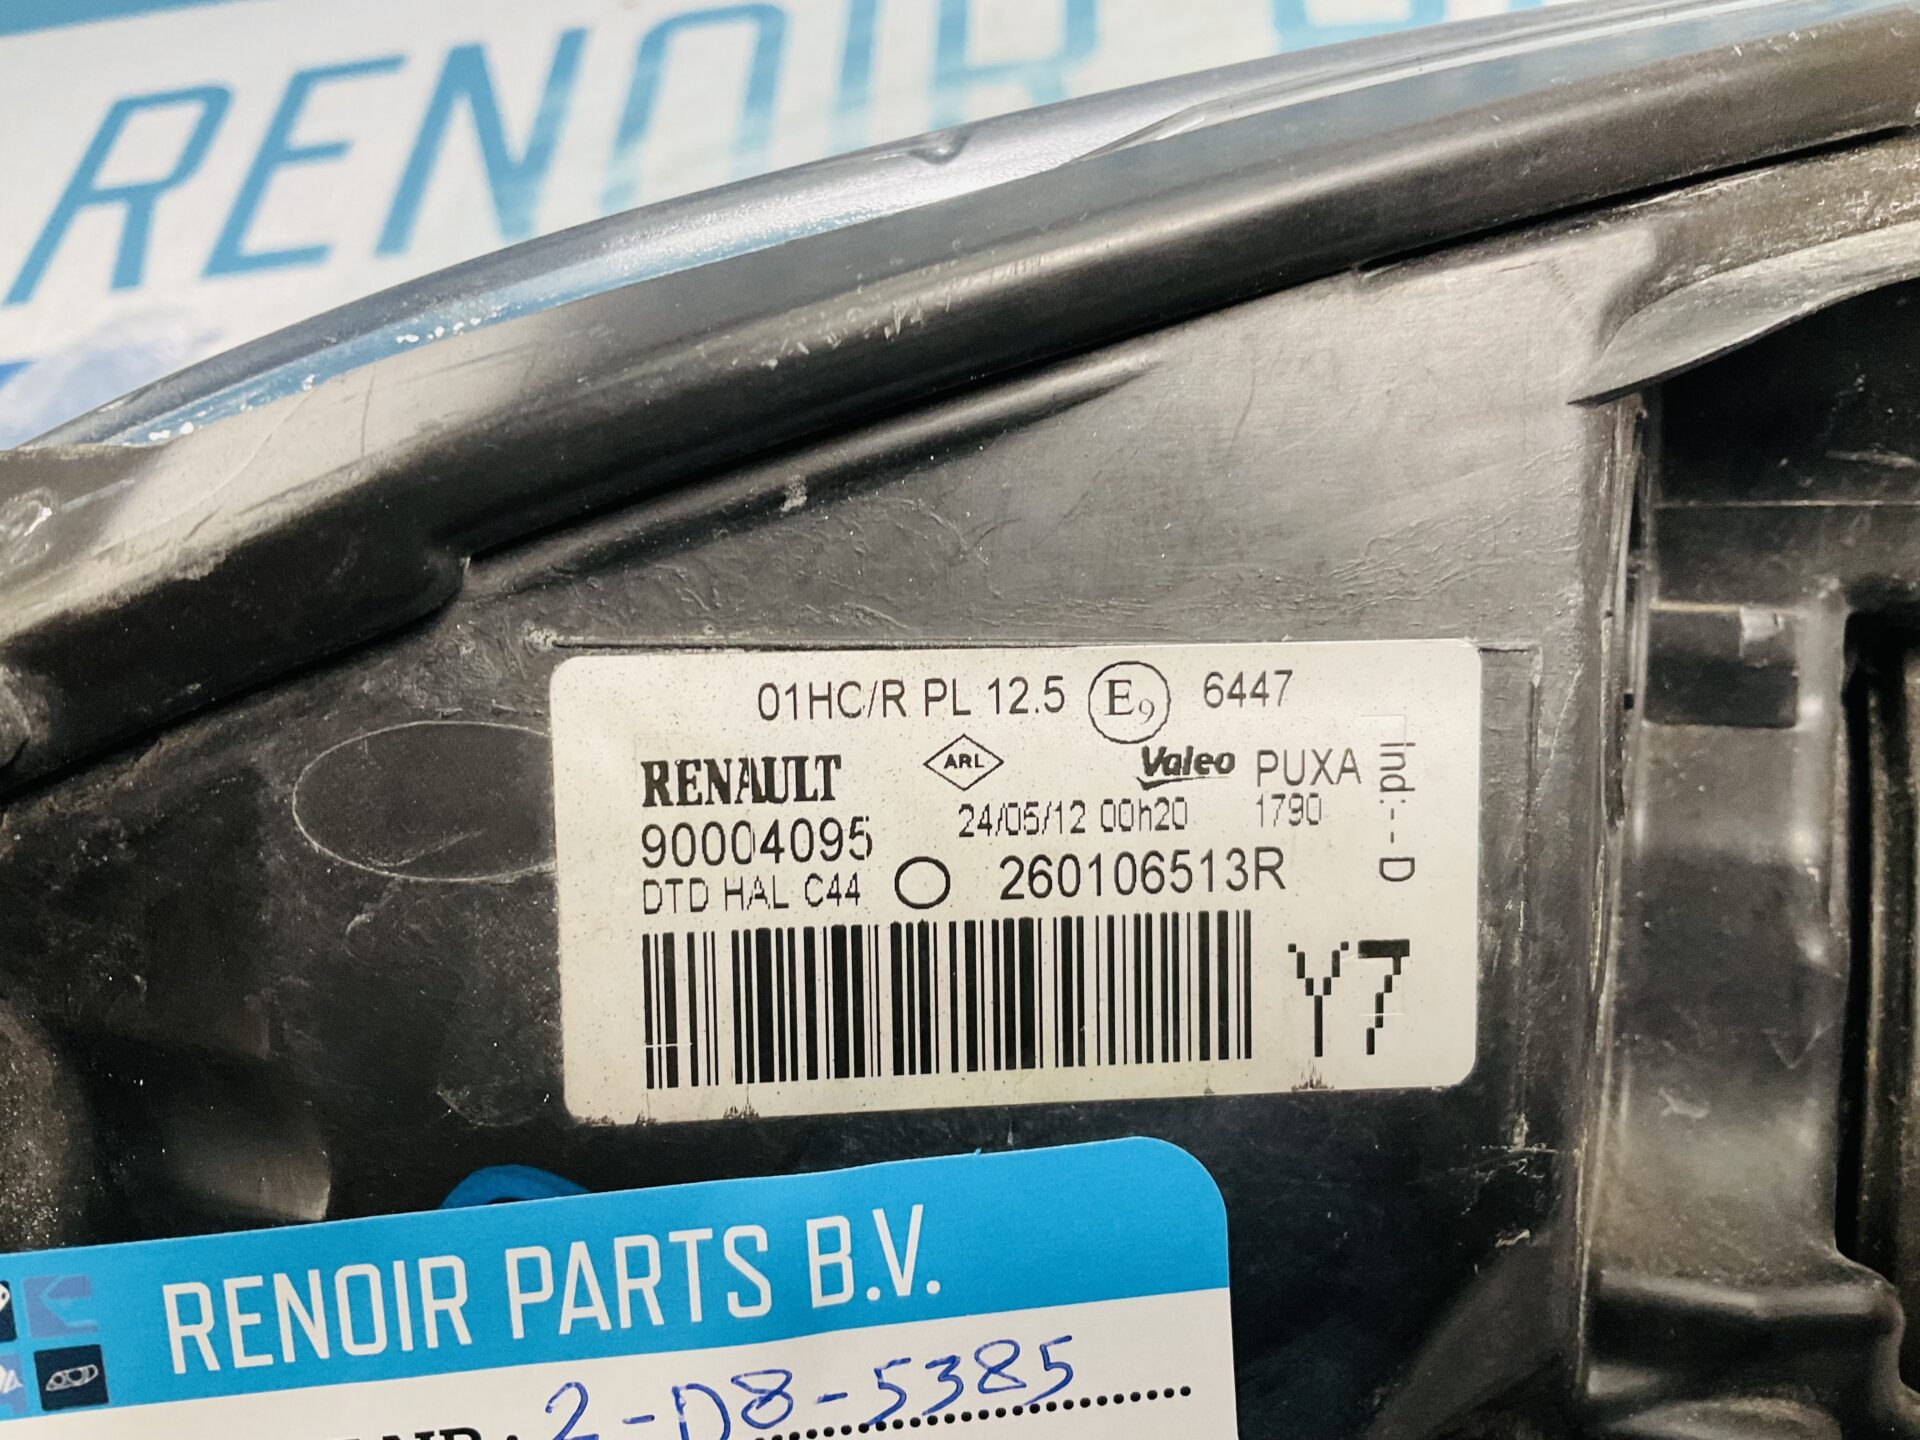 RENOIR
01HC/R PL 12.5 E9 6447
RENAULT ARL Valeo PUXA
Ind:--D
90004095 24/05/12 00h20 1790
DTD HAL C44 260106513R
Y7
RENOIR PARTS B.V.
2-D8-5385